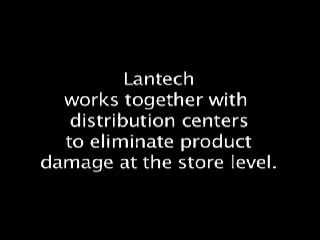 Lantech
works together with
distribution centers
to eliminate product
damage at the store level.